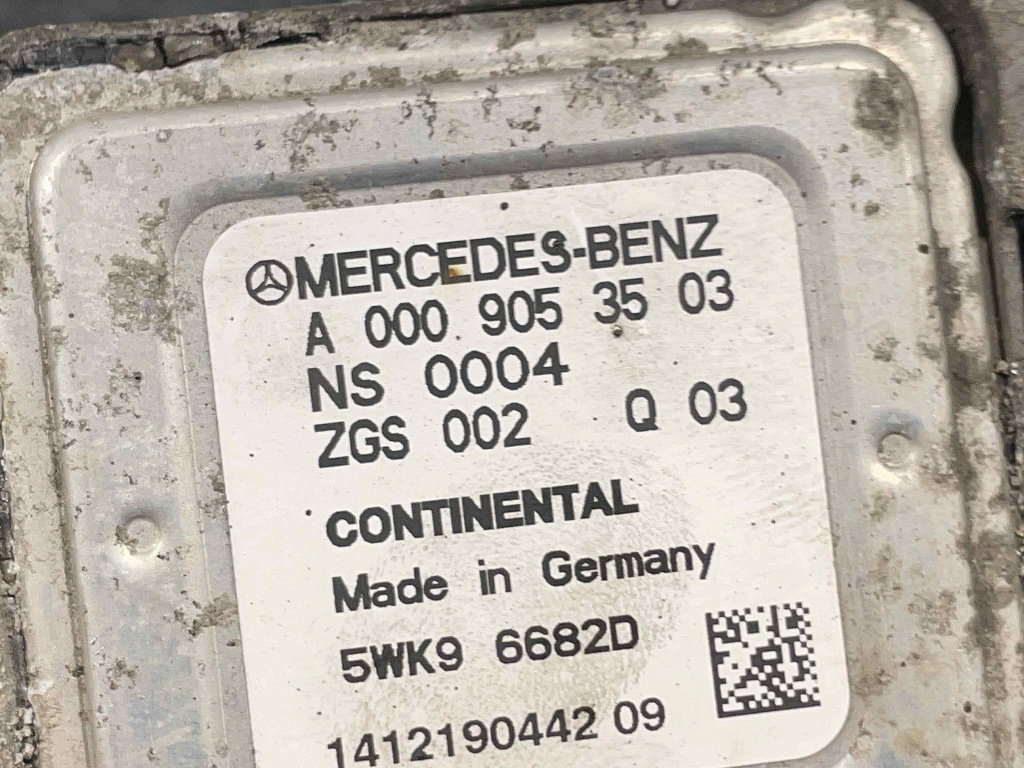 MERCEDES-BENZ
A 000 905 35 03
NS 0004
ZGS 002 Q 03
CONTINENTAL
Made in Germany
5WK9 6682D
1412190442 09